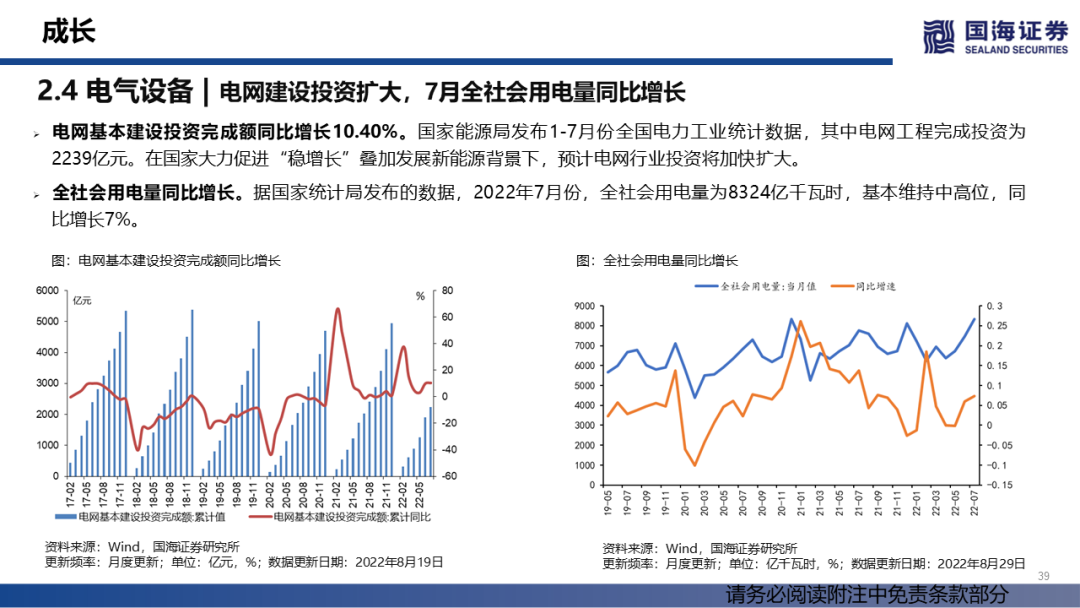 成长
国海证券
SEALAND SECURITIES
2.4 电气设备 | 电网建设投资扩大，7月全社会用电量同比增长
电网基本建设投资完成额同比增长10.40%。国家能源局发布1-7月份全国电力工业统计数据，其中电网工程完成投资为
2239亿元。在国家大力促进“稳增长”叠加发展新能源背景下，预计电网行业投资将加快扩大。
全社会用电量同比增长。据国家统计局发布的数据，2022年7月份，全社会用电量为8324亿千瓦时，基本维持中高位，同
比增长7%。
图：电网基本建设投资完成额同比增长
亿元
%
6000
5000
4000
3000
2000
1000
0
80
60
40
20
0
-20
-40
-60
17-02 17-05 17-08 17-11 18-02 18-05 18-08 18-11 19-02 19-05 19-08 19-11 20-02 20-05 20-08 20-11 21-02 21-05 21-08 21-11 22-02 22-05
电网基本建设投资完成额:累计值 电网基本建设投资完成额:累计同比
资料来源：Wind，国海证券研究所
更新频率：月度更新；单位：亿元，%；数据更新日期：2022年8月19日
图：全社会用电量同比增长
全社会用电量:当月值 同比增速
9000
8000
7000
6000
5000
4000
3000
2000
1000
0
0.3
0.25
0.2
0.15
0.1
0.05
0
-0.05
-0.1
-0.15
19-05 19-07 19-09 19-11 20-01 20-03 20-05 20-07 20-09 20-11 21-01 21-03 21-05 21-07 21-09 21-11 22-01 22-03 22-05 22-07
资料来源：Wind，国海证券研究所
更新频率：月度更新；单位：亿千瓦时，%；数据更新日期：2022年8月29日
39
请务必阅读附注中免责条款部分